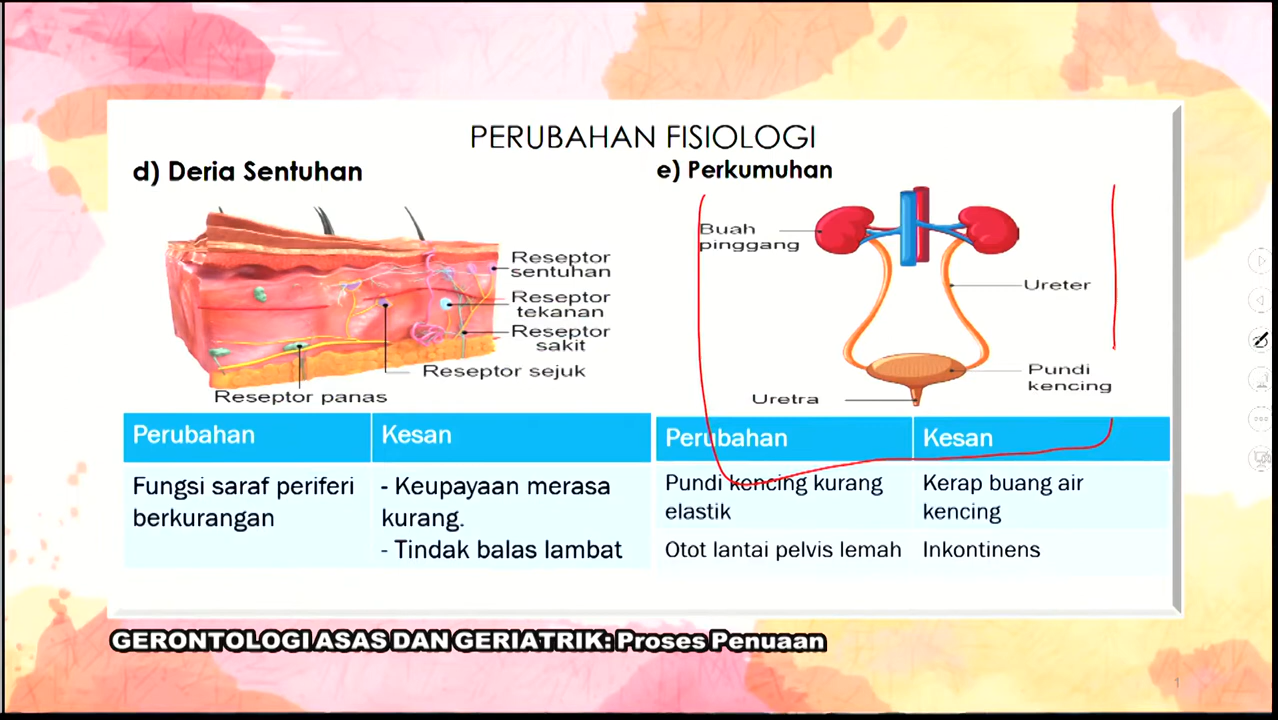 PERUBAHAN FISIOLOGI
d) Deria Sentuhan
Reseptor
sentuhan
Reseptor
tekanan
Reseptor
sakit
Reseptor sejuk
Reseptor panas
Perubahan Kesan
Fungsi saraf periferi
berkurangan
- Keupayaan merasa
kurang.
- Tindak balas lambat
e) Perkumuhan
Buah
pinggang
Ureter
Pundi
kencing
Uretra
Perubahan Kesan
Pundi kencing kurang
elastik
Kerap buang air
kencing
Otot lantai pelvis lemah Inkontinens
GERONTOLOGI ASAS DAN GERIATRIK: Proses Penuaan
1